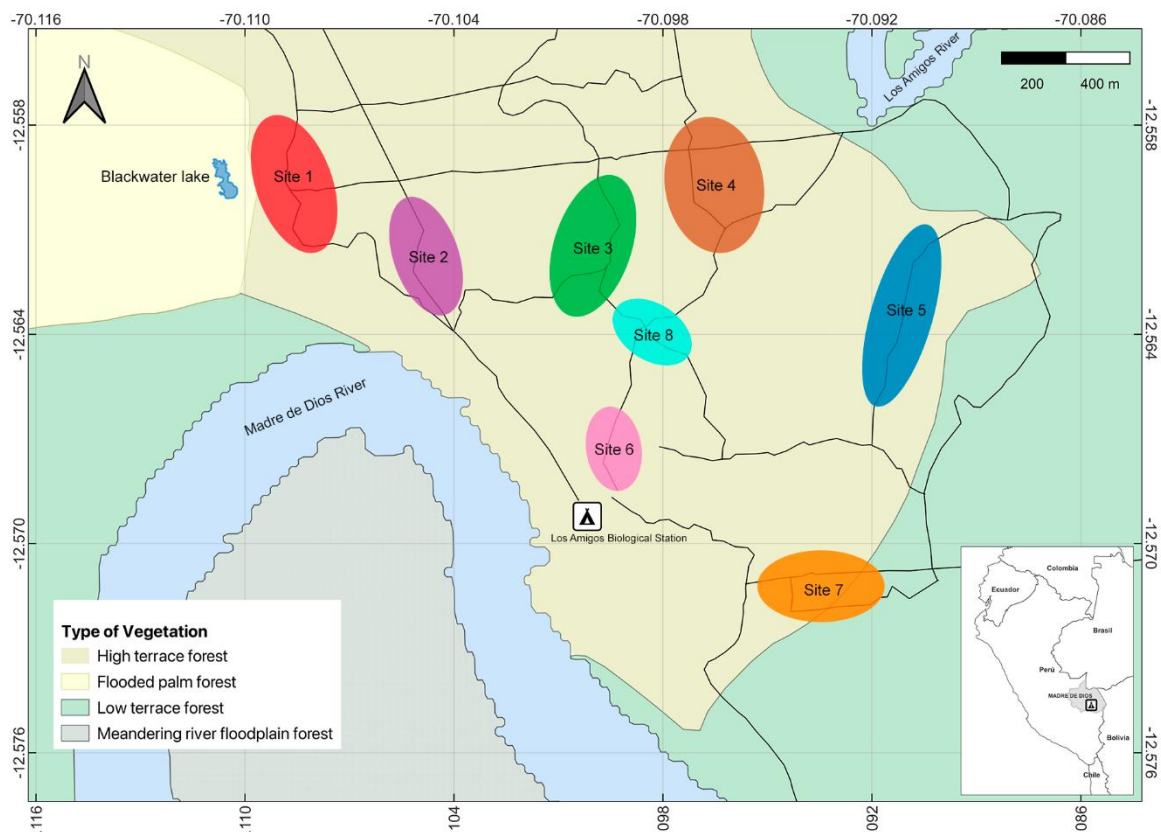 -70.116
-70.110
-70.104
-70.098
-70.092
-70.086
N
Los Amigos River
200
400 m
-12.558
-12.558
Blackwater lake
Site 1
Site 4
Site 2
Site 3
Site 5
Site 8
-12.564
-12.564
Madre de Dios River
Site 6
Los Amigos Biological Station
-12.570
-12.570
Site 7
Type of Vegetation
High terrace forest
Flooded palm forest
Low terrace forest
Meandering river floodplain forest
Colombia
Ecuador
Brasil
Perú
MADRE DE DIOS
Bolivia
Chile
-12.576
-12.576
.116
.110
.104
.098
.092
.086